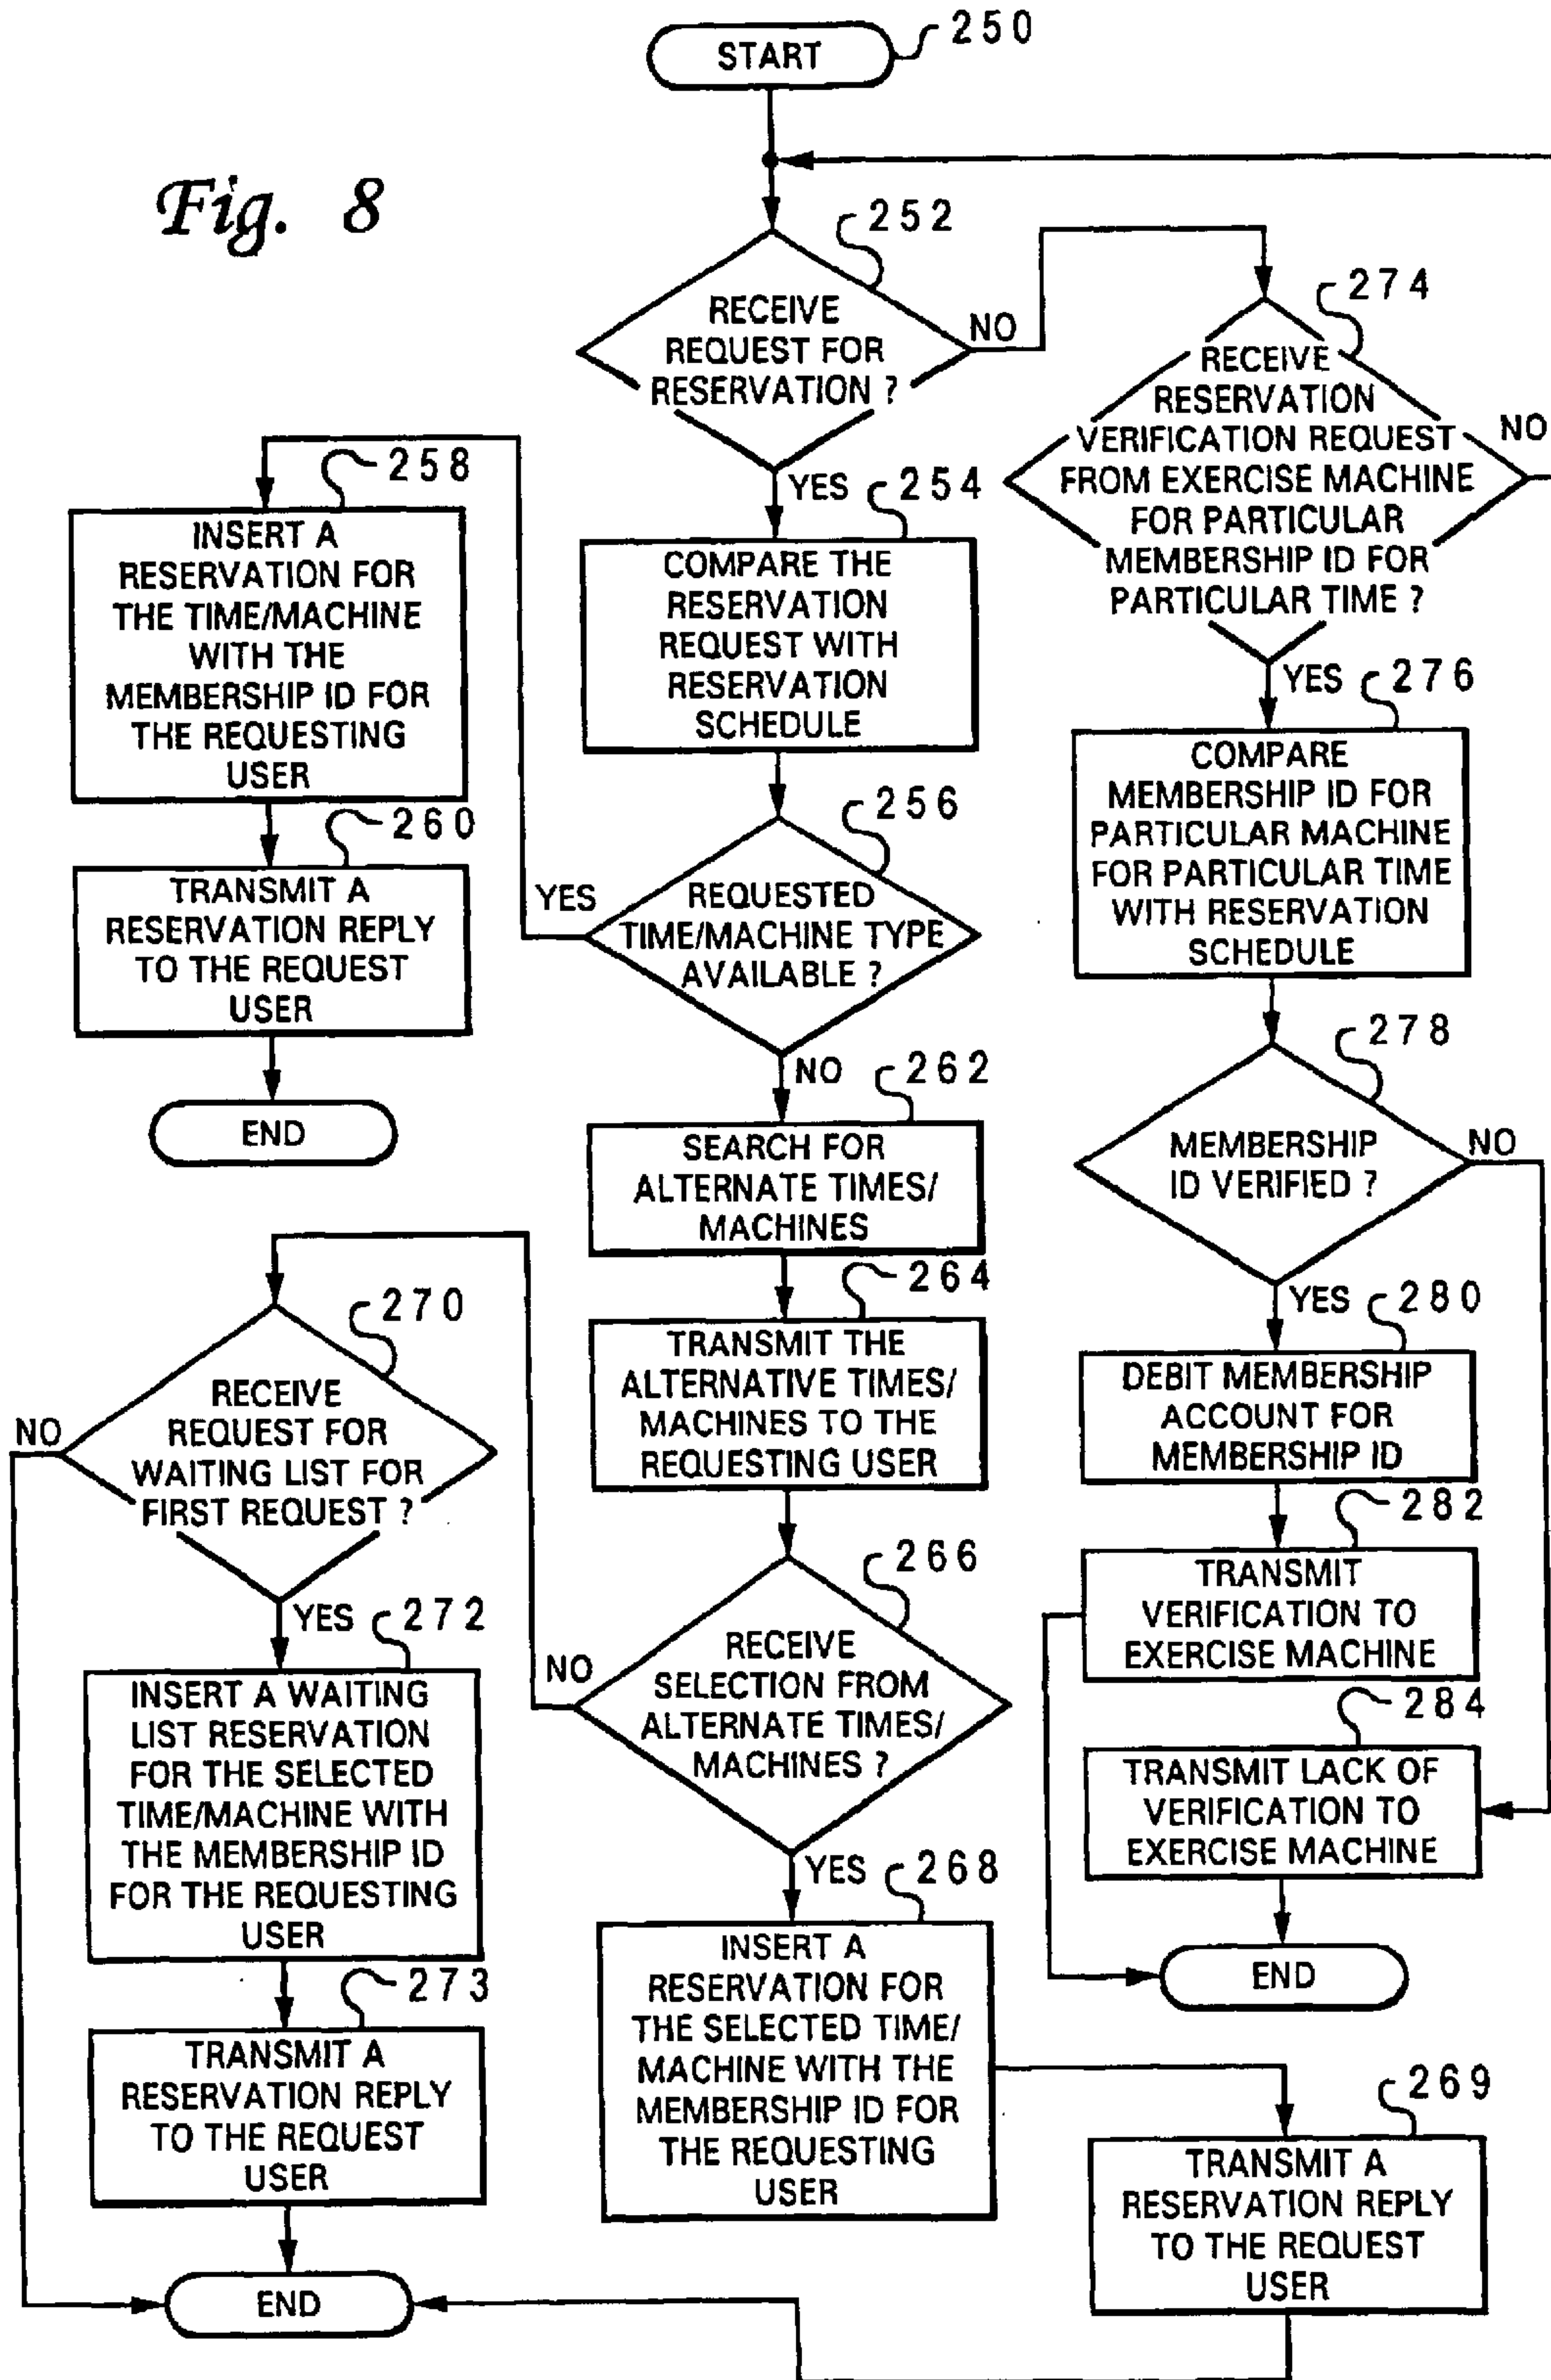 START
250
Fig. 8
252
RECEIVE
REQUEST FOR
RESERVATION ?
NO
YES
274
RECEIVE
RESERVATION
VERIFICATION REQUEST
FROM EXERCISE MACHINE
FOR PARTICULAR
MEMBERSHIP ID FOR
PARTICULAR TIME ?
NO
YES
254
COMPARE THE
RESERVATION
REQUEST WITH
RESERVATION
SCHEDULE
256
REQUESTED
TIME/MACHINE TYPE
AVAILABLE ?
YES
NO
258
INSERT A
RESERVATION FOR
THE TIME/MACHINE
WITH THE
MEMBERSHIP ID FOR
THE REQUESTING
USER
260
TRANSMIT A
RESERVATION REPLY
TO THE REQUEST
USER
END
262
SEARCH FOR
ALTERNATE TIMES/
MACHINES
264
TRANSMIT THE
ALTERNATIVE TIMES/
MACHINES TO THE
REQUESTING USER
266
RECEIVE
SELECTION FROM
ALTERNATE TIMES/
MACHINES ?
NO
YES
268
INSERT A
RESERVATION FOR
THE SELECTED TIME/
MACHINE WITH THE
MEMBERSHIP ID FOR
THE REQUESTING
USER
269
TRANSMIT A
RESERVATION REPLY
TO THE REQUEST
USER
270
RECEIVE
REQUEST FOR
WAITING LIST FOR
FIRST REQUEST ?
NO
YES
272
INSERT A WAITING
LIST RESERVATION
FOR THE SELECTED
TIME/MACHINE WITH
THE MEMBERSHIP ID
FOR THE REQUESTING
USER
273
TRANSMIT A
RESERVATION REPLY
TO THE REQUEST
USER
END
276
COMPARE
MEMBERSHIP ID FOR
PARTICULAR MACHINE
FOR PARTICULAR TIME
WITH RESERVATION
SCHEDULE
278
MEMBERSHIP
ID VERIFIED ?
NO
YES
280
DEBIT MEMBERSHIP
ACCOUNT FOR
MEMBERSHIP ID
282
TRANSMIT
VERIFICATION TO
EXERCISE MACHINE
284
TRANSMIT LACK OF
VERIFICATION TO
EXERCISE MACHINE
END